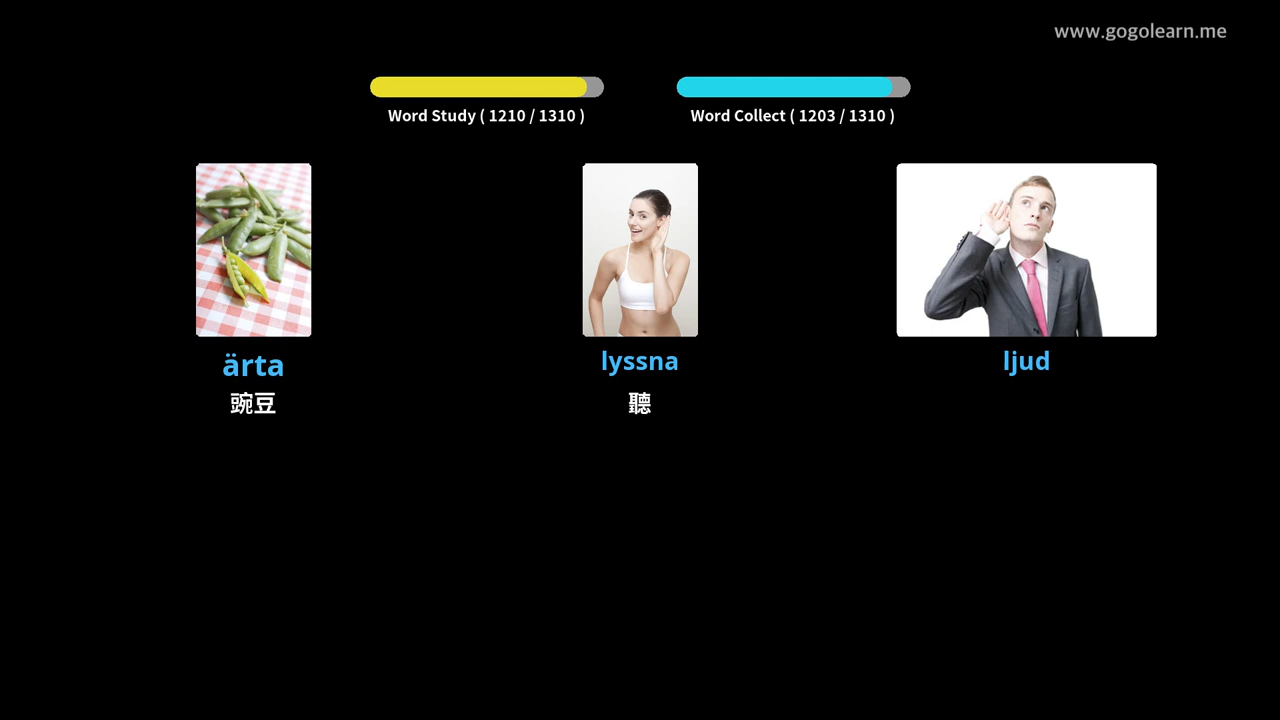 www.gogolearn.me
Word Study ( 1210 / 1310 )
Word Collect ( 1203 / 1310 )
ärta
lyssna
ljud
豌豆
聽